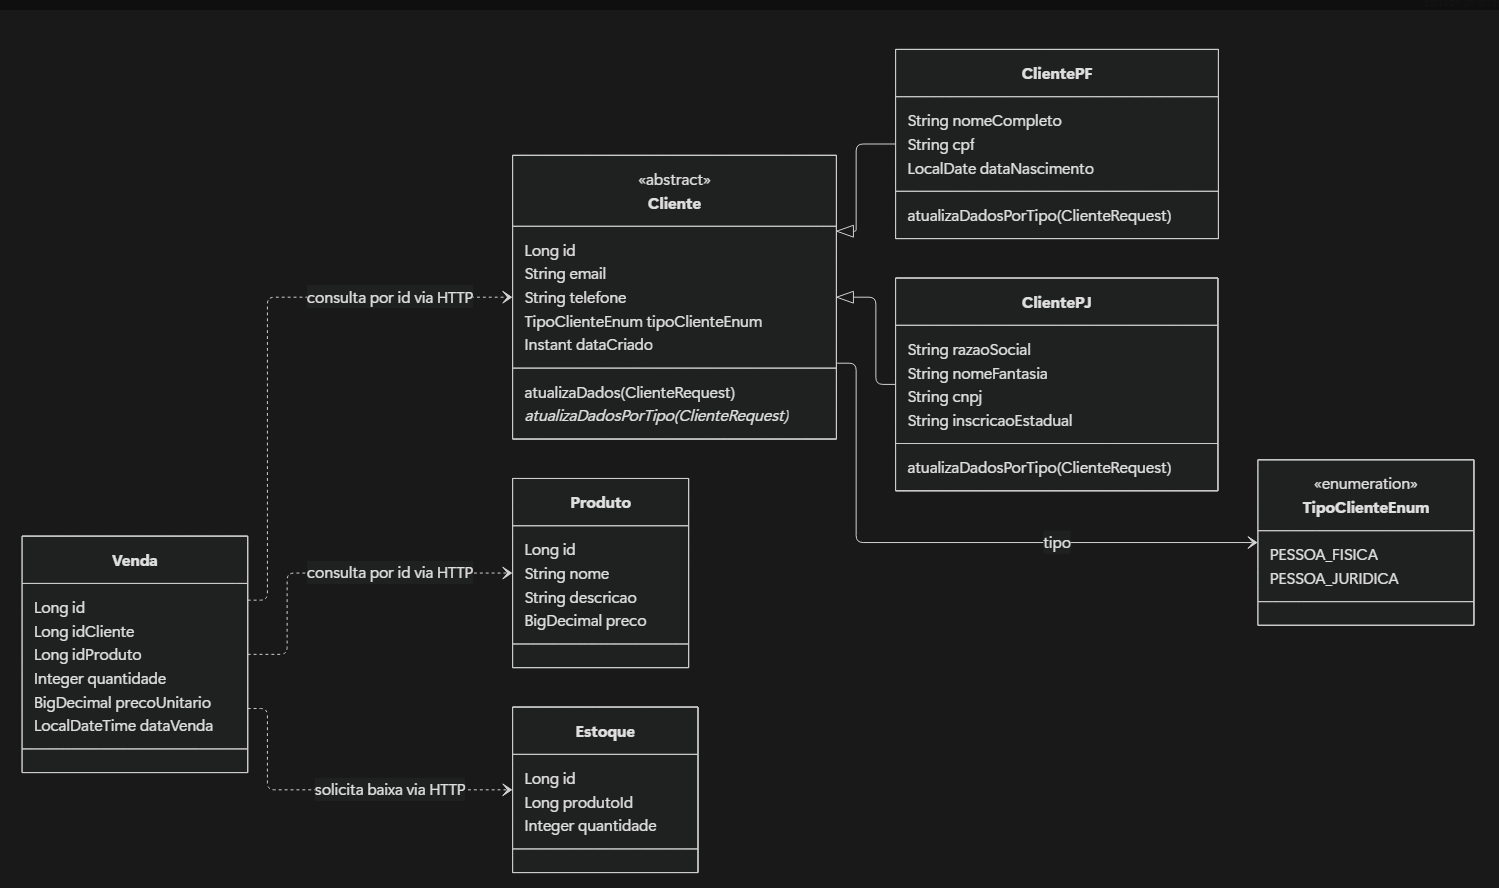 ClientePF
String nomeCompleto
String cpf
LocalDate dataNascimento
atualizaDadosPorTipo(ClienteRequest)
«abstract»
Cliente
Long id
String email
String telefone
TipoClienteEnum tipoClienteEnum
Instant dataCriado
atualizaDados(ClienteRequest)
atualizaDadosPorTipo(ClienteRequest)
consulta por id via HTTP
ClientePJ
String razaoSocial
String nomeFantasia
String cnpj
String inscricaoEstadual
atualizaDadosPorTipo(ClienteRequest)
«enumeration»
TipoClienteEnum
PESSOA_FISICA
PESSOA_JURIDICA
tipo
Produto
Long id
String nome
String descricao
BigDecimal preco
consulta por id via HTTP
Venda
Long id
Long idCliente
Long idProduto
Integer quantidade
BigDecimal precoUnitario
LocalDateTime dataVenda
solicita baixa via HTTP
Estoque
Long id
Long produtoId
Integer quantidade